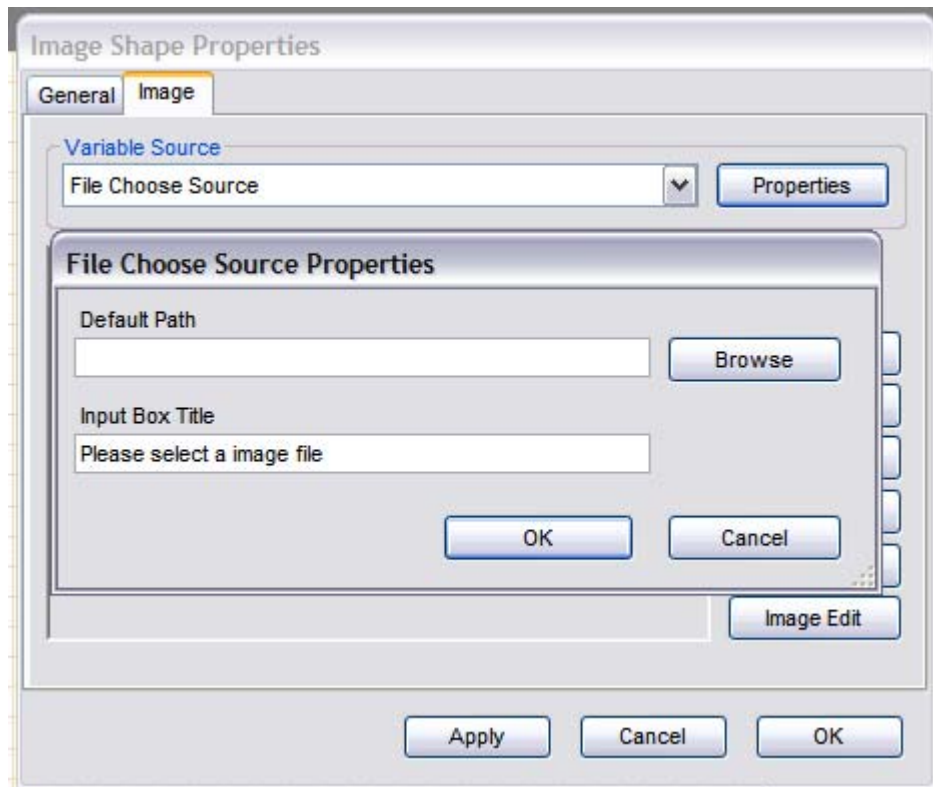 Image Shape Properties
General Image
Variable Source
File Choose Source Properties
File Choose Source Properties
Default Path
Browse
Input Box Title
Please select a image file
OK Cancel
Image Edit
Apply Cancel OK